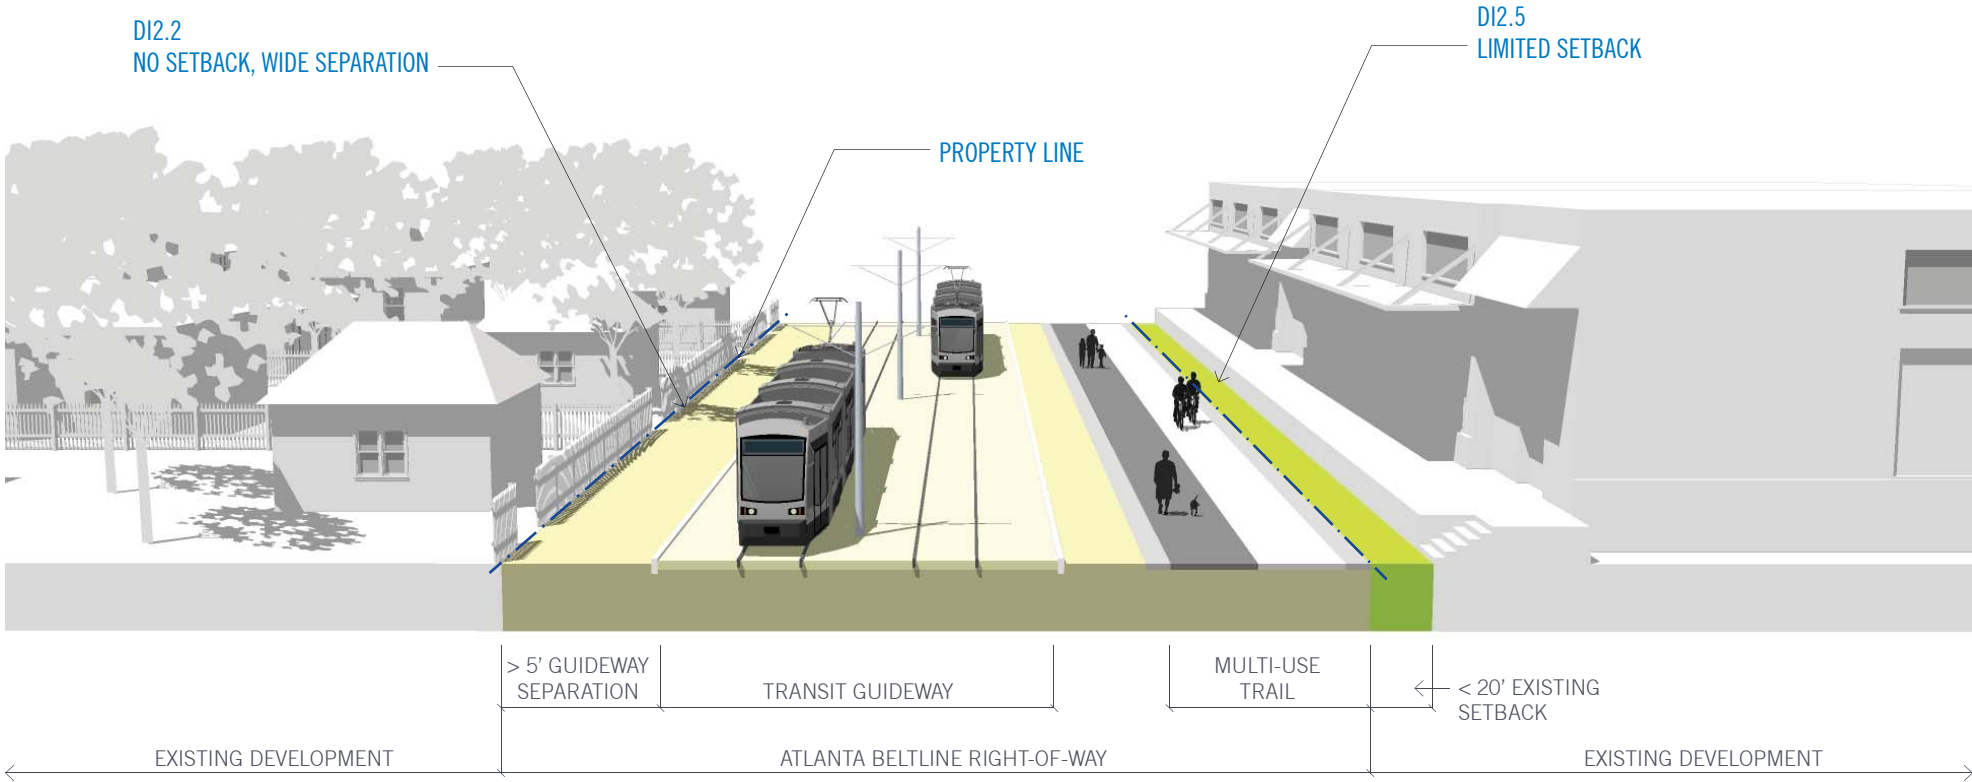 DI2.2
NO SETBACK, WIDE SEPARATION
DI2.5
LIMITED SETBACK
PROPERTY LINE
> 5’ GUIDEWAY
SEPARATION
TRANSIT GUIDEWAY
MULTI-USE
TRAIL
< 20’ EXISTING
SETBACK
EXISTING DEVELOPMENT
ATLANTA BELTLINE RIGHT-OF-WAY
EXISTING DEVELOPMENT